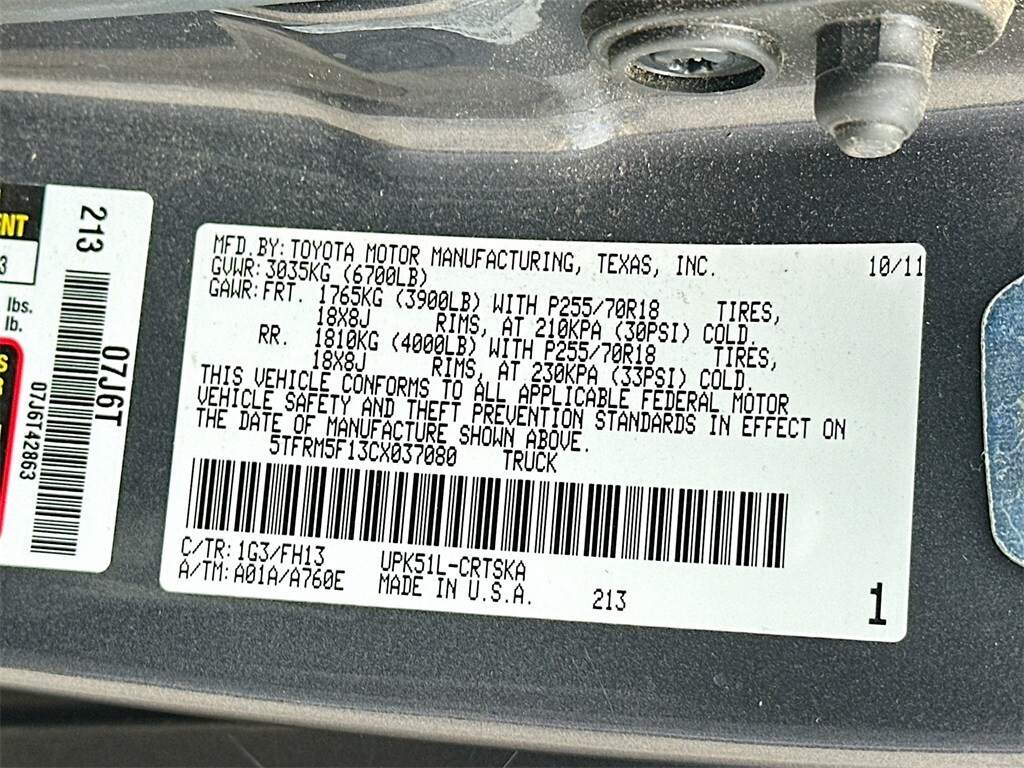 MFD. BY: TOYOTA MOTOR MANUFACTURING, TEXAS, INC. 10/11
GVWR: 3035KG (6700LB)
GAWR: FRT. 1765KG (3900LB) WITH P255/70R18 TIRES,
18X8J RIMS, AT 210KPA (30PSI) COLD.
RR. 1810KG (4000LB) WITH P255/70R18 TIRES,
18X8J RIMS, AT 230KPA (33PSI) COLD.
THIS VEHICLE CONFORMS TO ALL APPLICABLE FEDERAL MOTOR
VEHICLE SAFETY AND THEFT PREVENTION STANDARDS IN EFFECT ON
THE DATE OF MANUFACTURE SHOWN ABOVE.
5TFRM5F13CX037080 TRUCK
C/TR: 1G3/FH13 UPK51L-CRTSKA
A/TM: A01A/A760E MADE IN U.S.A. 213
1
213
07J6T
07J6T42863
lbs.
lb.